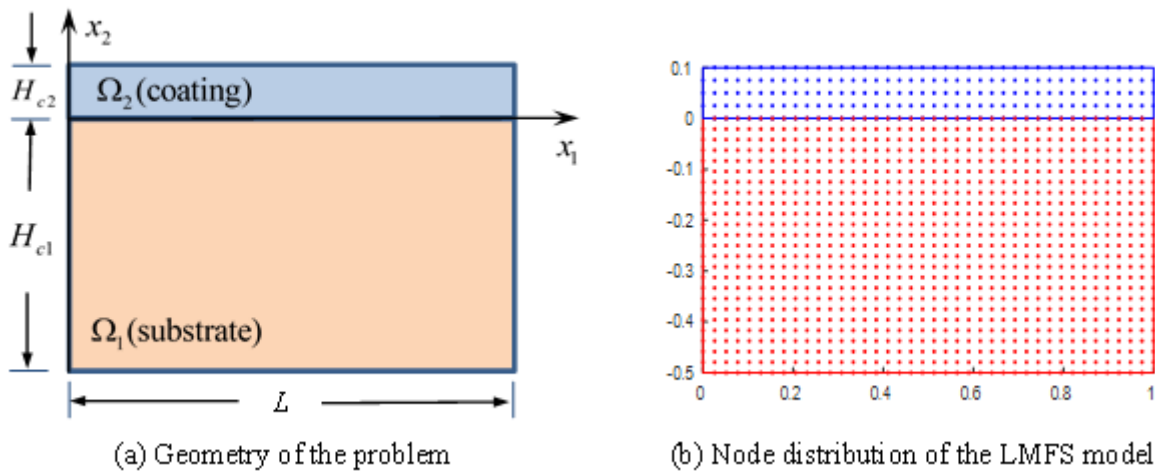 x₂
H_c2
Ω₂ (coating)
x₁
H_c1
Ω₁ (substrate)
L
(a) Geometry of the problem
0.1
0
-0.1
-0.2
-0.3
-0.4
-0.5
0 0.2 0.4 0.6 0.8 1
(b) Node distribution of the LMFS model